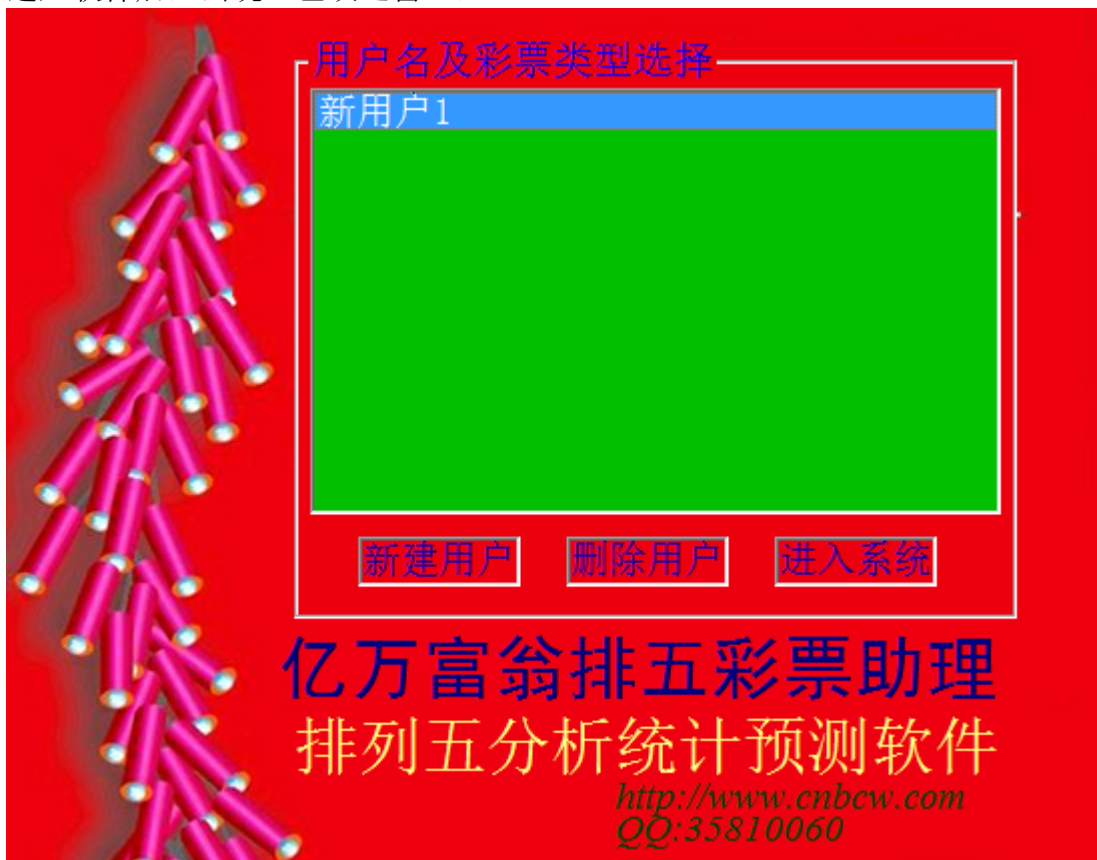 用户名及彩票类型选择
新用户1
新建用户
删除用户
进入系统
亿万富翁排五彩票助理
排列五分析统计预测软件
http://www.cnbcw.com
QQ:35810060